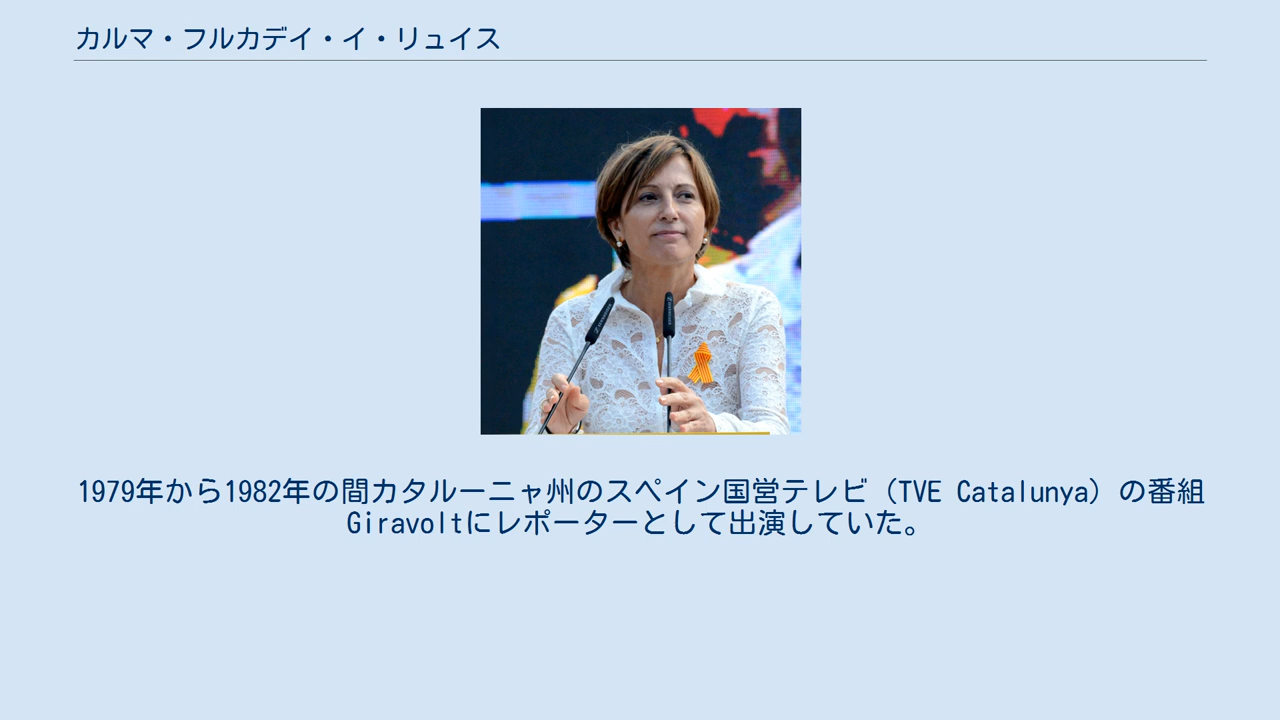 カルマ・フルカデイ・イ・リュイス
1979年から1982年の間カタルーニャ州のスペイン国営テレビ（TVE Catalunya）の番組
Giravoltにレポーターとして出演していた。